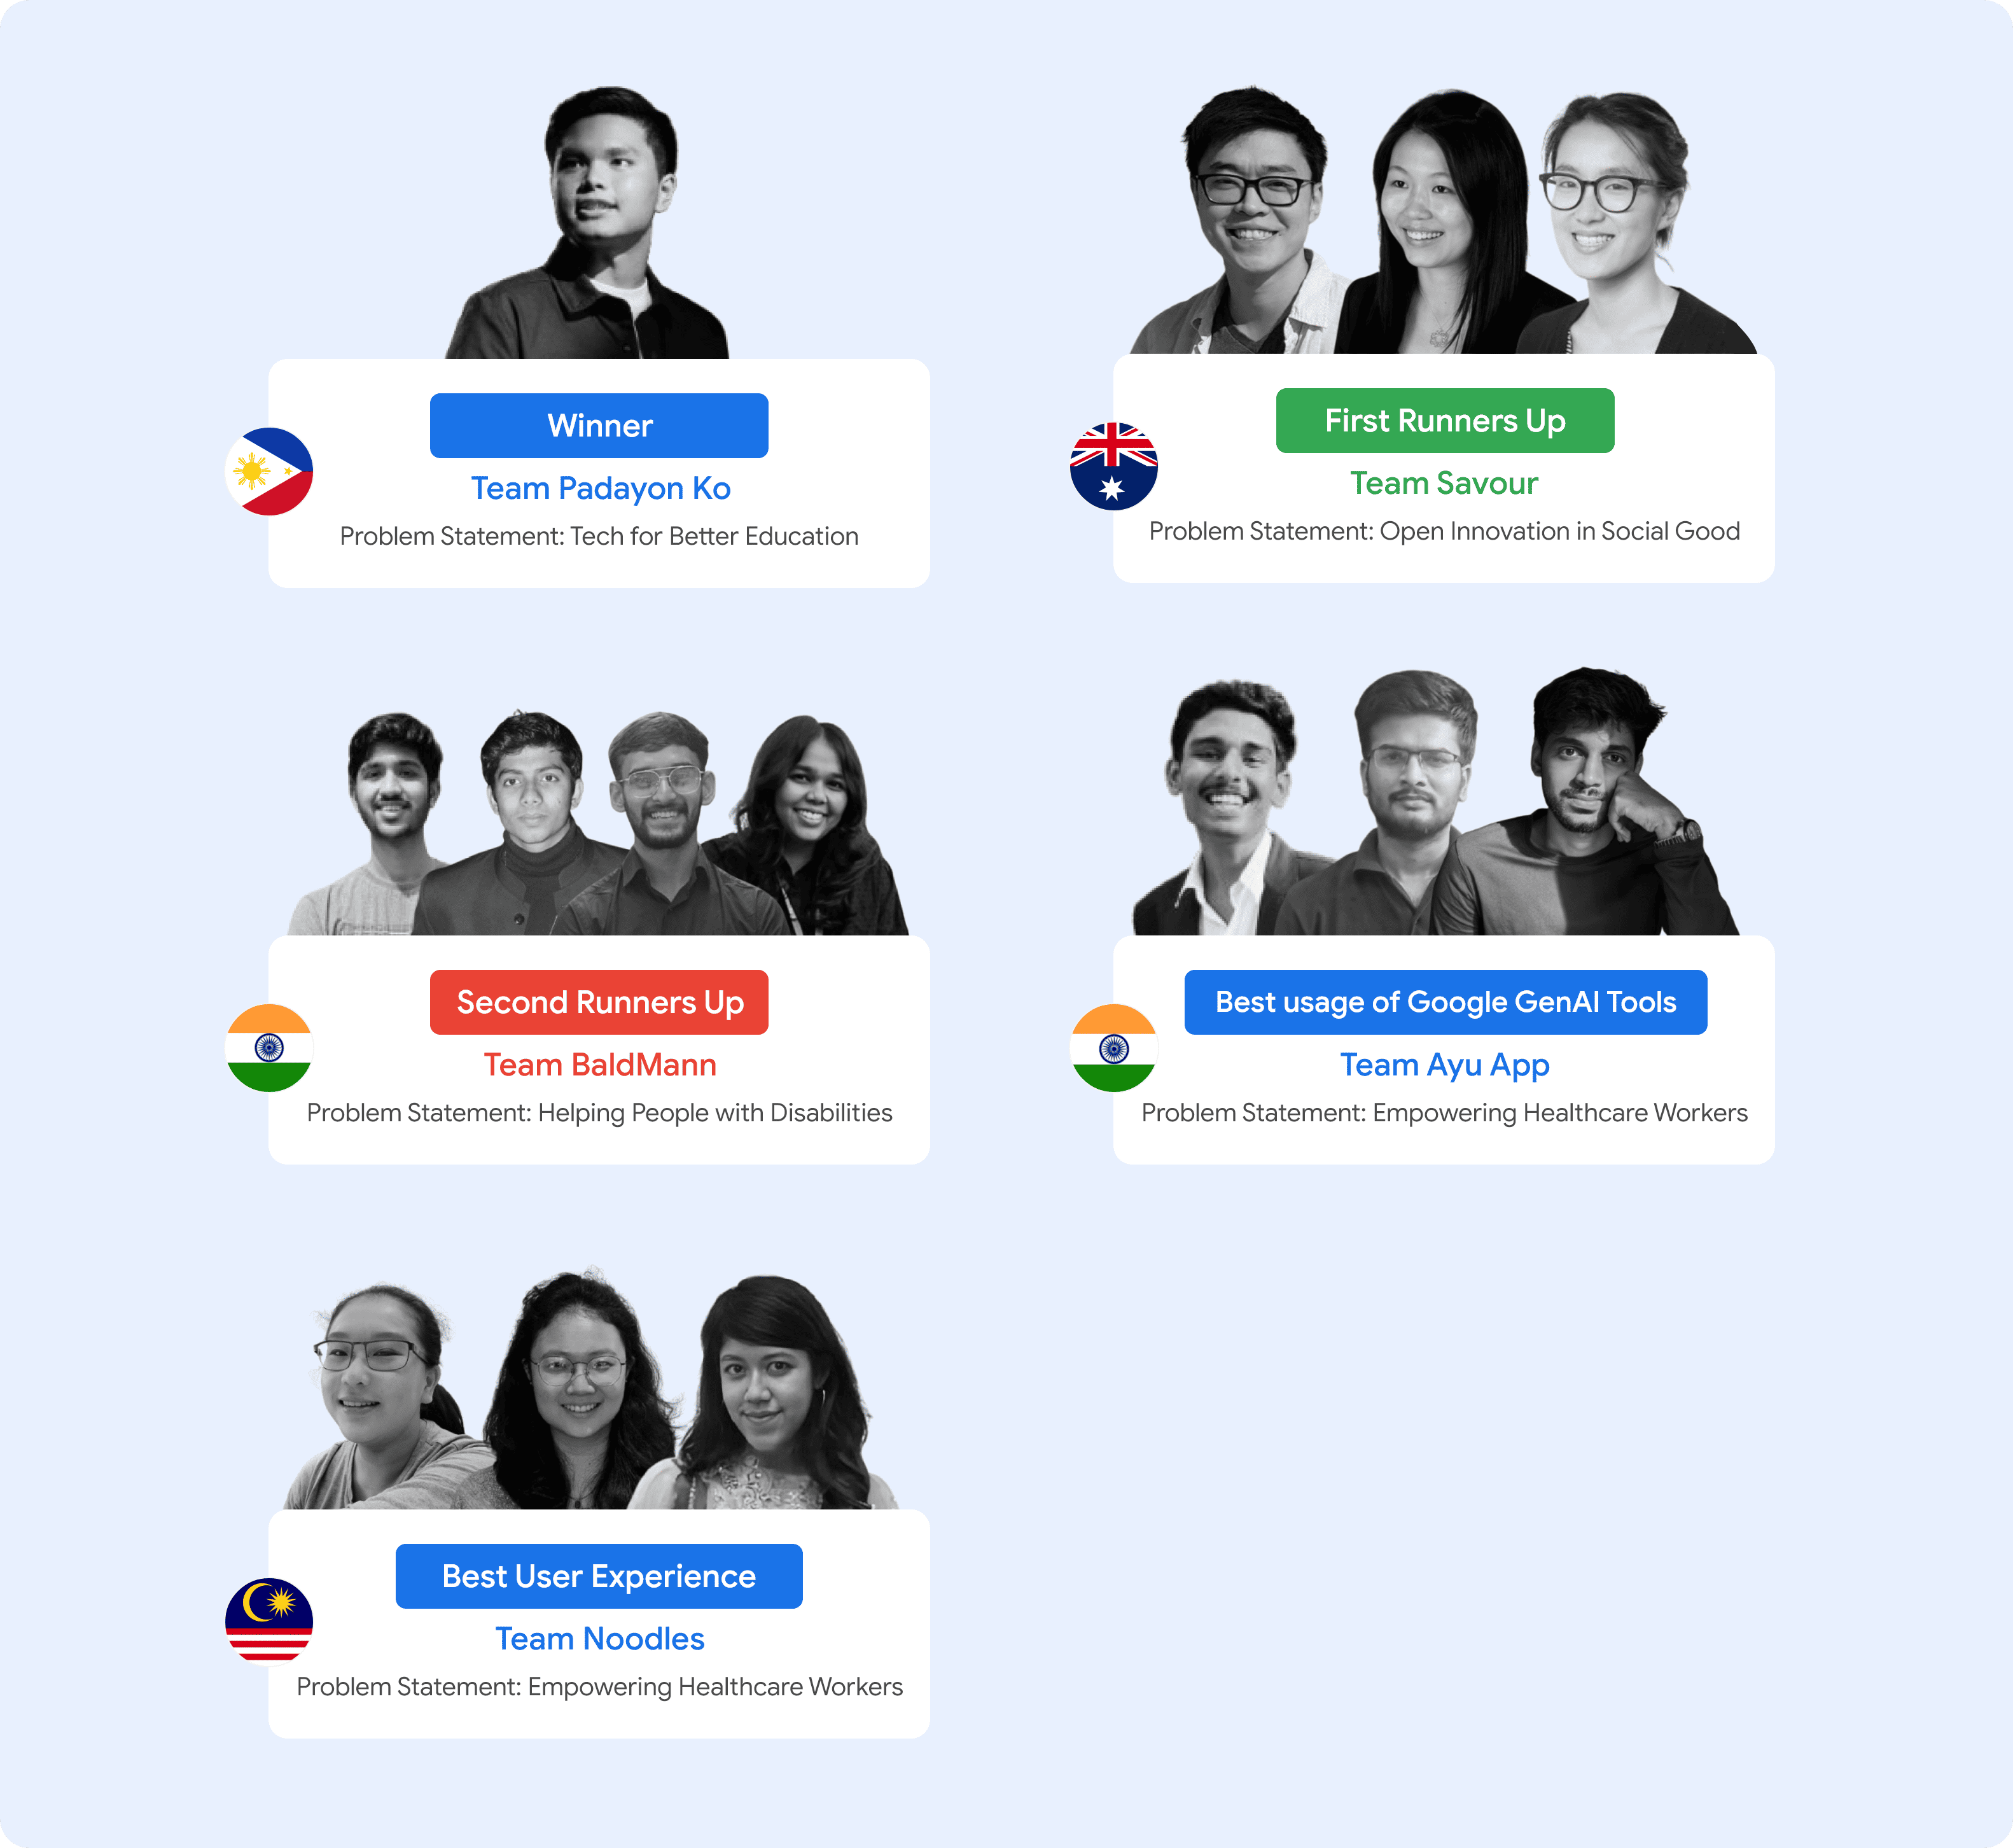 Winner
Team Padayon Ko
Problem Statement: Tech for Better Education
First Runners Up
Team Savour
Problem Statement: Open Innovation in Social Good
Second Runners Up
Team BaldMann
Problem Statement: Helping People with Disabilities
Best usage of Google GenAI Tools
Team Ayu App
Problem Statement: Empowering Healthcare Workers
Best User Experience
Team Noodles
Problem Statement: Empowering Healthcare Workers